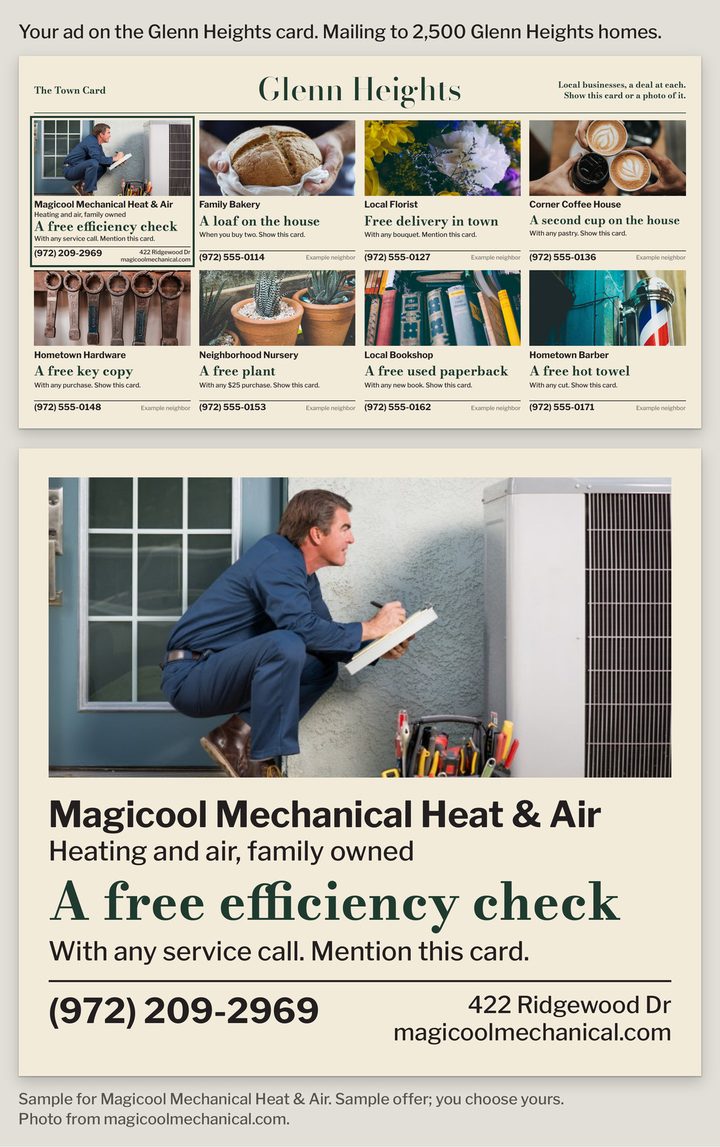 Your ad on the Glenn Heights card. Mailing to 2,500 Glenn Heights homes.
The Town Card
Glenn Heights
Local businesses, a deal at each.
Show this card or a photo of it.
Magicool Mechanical Heat & Air
Heating and air, family owned
A free efficiency check
With any service call. Mention this card.
(972) 209-2969
422 Ridgewood Dr
magicoolmechanical.com
Family Bakery
A loaf on the house
When you buy two. Show this card.
(972) 555-0114
Example neighbor
Local Florist
Free delivery in town
With any bouquet. Mention this card.
(972) 555-0127
Example neighbor
Corner Coffee House
A second cup on the house
With any pastry. Show this card.
(972) 555-0136
Example neighbor
Hometown Hardware
A free key copy
With any purchase. Show this card.
(972) 555-0148
Example neighbor
Neighborhood Nursery
A free plant
With any $25 purchase. Show this card.
(972) 555-0153
Example neighbor
Local Bookshop
A free used paperback
With any new book. Show this card.
(972) 555-0162
Example neighbor
Hometown Barber
A free hot towel
With any cut. Show this card.
(972) 555-0171
Example neighbor
Magicool Mechanical Heat & Air
Heating and air, family owned
A free efficiency check
With any service call. Mention this card.
(972) 209-2969
422 Ridgewood Dr
magicoolmechanical.com
Sample for Magicool Mechanical Heat & Air. Sample offer; you choose yours.
Photo from magicoolmechanical.com.